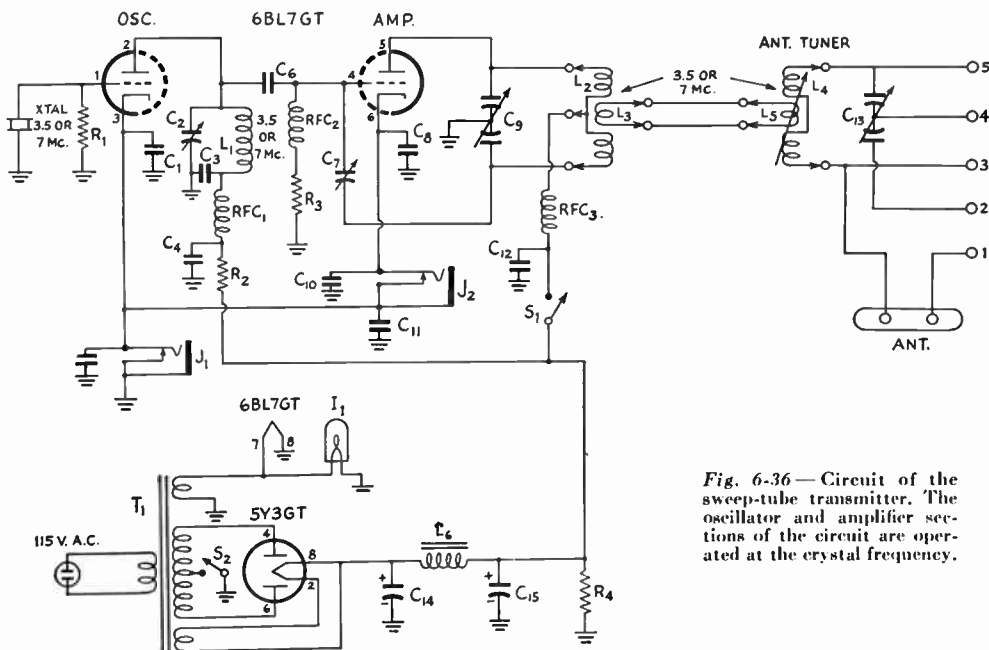 OSC.
6BL7GT
AMP.
ANT. TUNER
2
1
3
XTAL
3.5 OR
7 MC.
R1
C1
C2
C3
L1
3.5
OR
7 MC.
RFC1
C4
R2
C6
RFC2
R3
C7
5
4
6
C8
C9
C10
C11
J2
J1
L2
L3
3.5 OR
7 MC.
L5
L4
C13
RFC3.
C12
S1
5
4
3
2
1
ANT.
6BL7GT
7
8
I1
T1
115 V. A.C.
S2
5Y3GT
4
8
2
6
L6
+
-
C14
+
-
C15
R4
Fig. 6-36 — Circuit of the
sweep-tube transmitter. The
oscillator and amplifier sec-
tions of the circuit are oper-
ated at the crystal frequency.